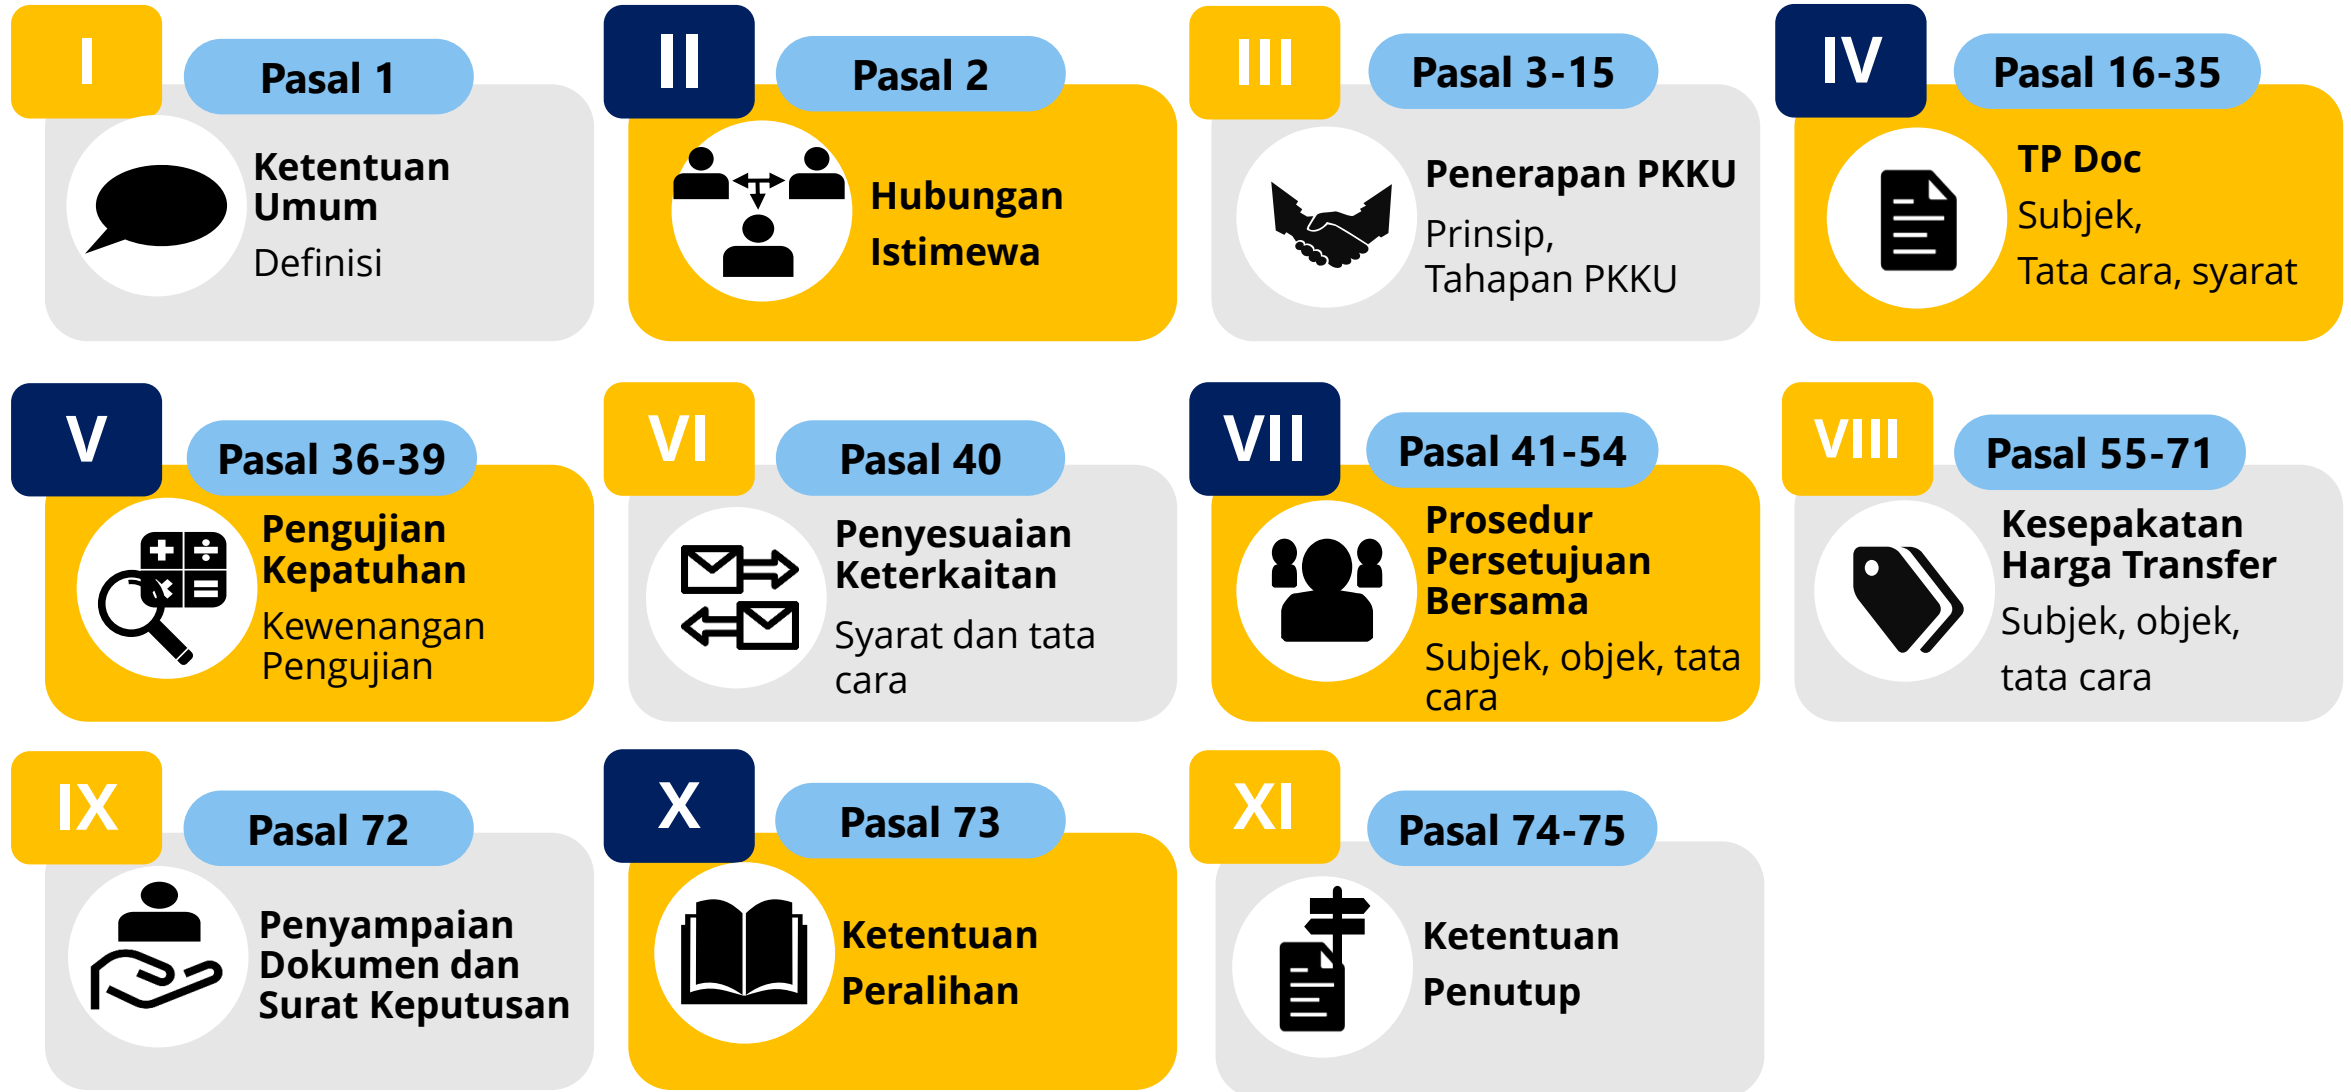 I
Pasal 1
Ketentuan
Umum
Definisi
II
Pasal 2
Hubungan
Istimewa
III
Pasal 3-15
Penerapan PKKU
Prinsip,
Tahapan PKKU
IV
Pasal 16-35
TP Doc
Subjek,
Tata cara, syarat
V
Pasal 36-39
Pengujian
Kepatuhan
Kewenangan
Pengujian
VI
Pasal 40
Penyesuaian
Keterkaitan
Syarat dan tata
cara
VII
Pasal 41-54
Prosedur
Persetujuan
Bersama
Subjek, objek, tata
cara
VIII
Pasal 55-71
Kesepakatan
Harga Transfer
Subjek, objek,
tata cara
IX
Pasal 72
Penyampaian
Dokumen dan
Surat Keputusan
X
Pasal 73
Ketentuan
Peralihan
XI
Pasal 74-75
Ketentuan
Penutup